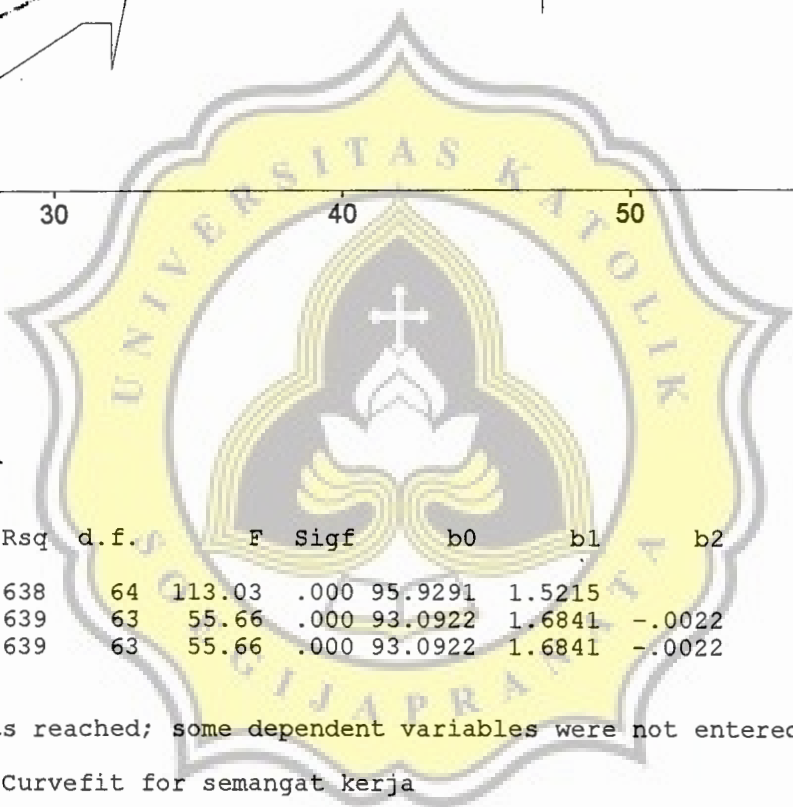 30 40 50
UNIVERSITAS KATOLIK
SOEGIJAPRANATA
Rsq d.f. F Sigf b0 b1 b2
638 64 113.03 .000 95.9291 1.5215
639 63 55.66 .000 93.0922 1.6841 -.0022
639 63 55.66 .000 93.0922 1.6841 -.0022
reached; some dependent variables were not entered
Curvefit for semangat kerja